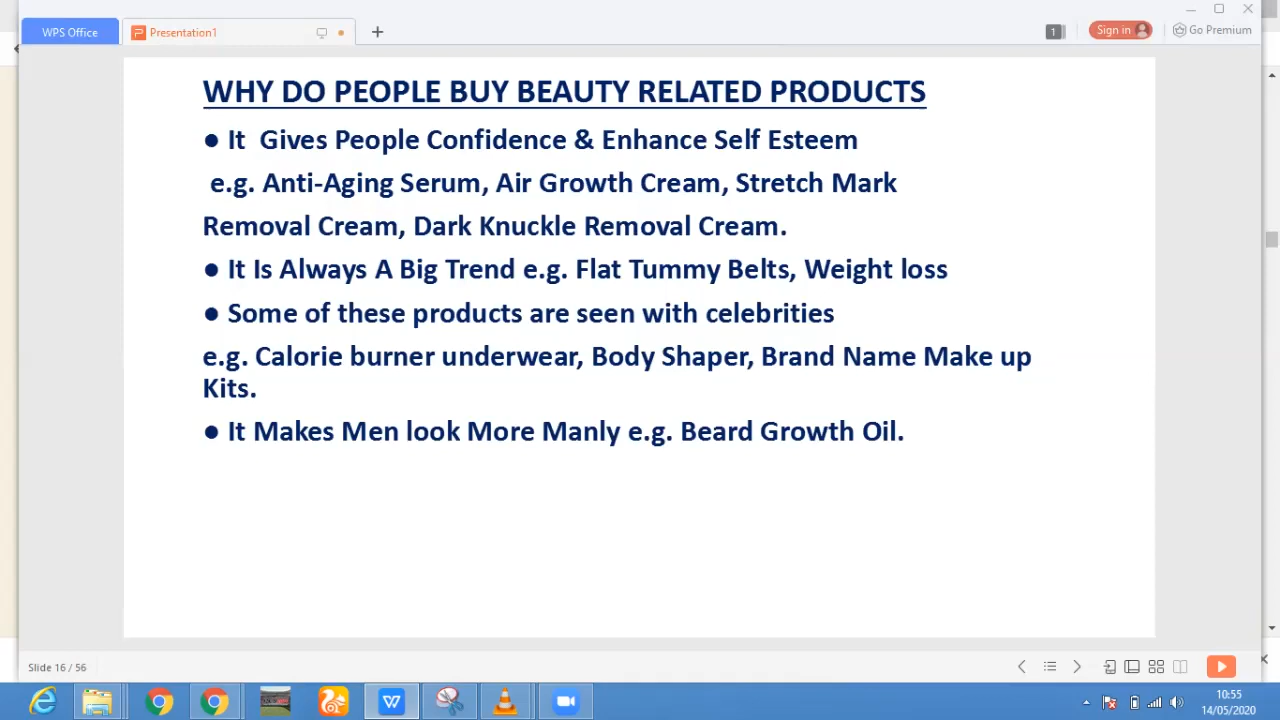 WPS Office
Presentation1
1
Sign in
Go Premium
WHY DO PEOPLE BUY BEAUTY RELATED PRODUCTS
● It  Gives People Confidence & Enhance Self Esteem
e.g. Anti-Aging Serum, Air Growth Cream, Stretch Mark
Removal Cream, Dark Knuckle Removal Cream.
● It Is Always A Big Trend e.g. Flat Tummy Belts, Weight loss
● Some of these products are seen with celebrities
e.g. Calorie burner underwear, Body Shaper, Brand Name Make up
Kits.
● It Makes Men look More Manly e.g. Beard Growth Oil.
Slide 16 / 56
10:55
14/05/2020